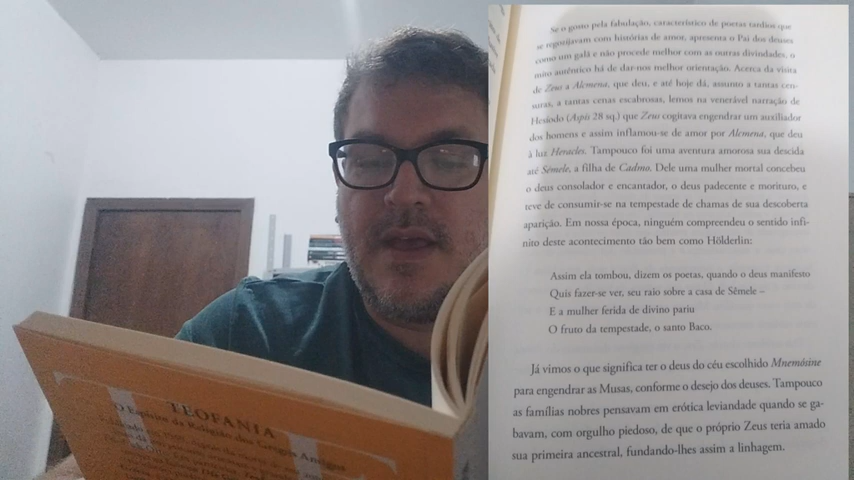 TEOFANIA
O Espírito da Religião dos Gregos Antigos
Se o gosto pela fabulação, característico de poetas tardios que
se regozijavam com histórias de amor, apresenta o Pai dos deuses
como um galã e não procede melhor com as outras divindades, o
mito autêntico há de dar-nos melhor orientação. Acerca da visita
de Zeus a Alemena, que deu, e até hoje dá, assunto a tantas cen-
suras, a tantas cenas escabrosas, lemos na venerável narração de
Hesíodo (Aspis 28 sq.) que Zeus cogitava engendrar um auxiliador
dos homens e assim inflamou-se de amor por Alemena, que deu
à luz Heracles. Tampouco foi uma aventura amorosa sua descida
até Sêmele, a filha de Cadmo. Dele uma mulher mortal concebeu
o deus consolador e encantador, o deus padecente e morituro, e
teve de consumir-se na tempestade de chamas de sua descoberta
aparição. Em nossa época, ninguém compreendeu o sentido infi-
nito deste acontecimento tão bem como Hölderlin:
Assim ela tombou, dizem os poetas, quando o deus manifesto
Quis fazer-se ver, seu raio sobre a casa de Sêmele –
E a mulher ferida de divino pariu
O fruto da tempestade, o santo Baco.
Já vimos o que significa ter o deus do céu escolhido Mnemósine
para engendrar as Musas, conforme o desejo dos deuses. Tampouco
as famílias nobres pensavam em erótica leviandade quando se ga-
bavam, com orgulho piedoso, de que o próprio Zeus teria amado
sua primeira ancestral, fundando-lhes assim a linhagem.